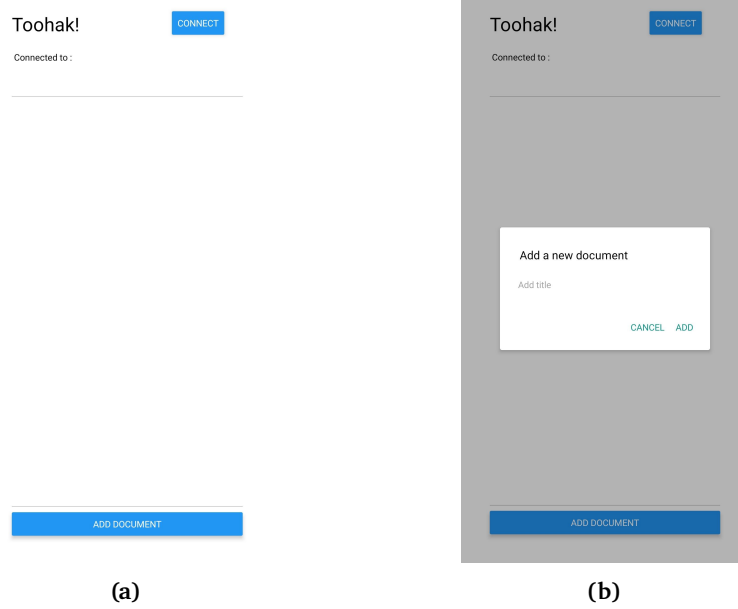 Toohak!
CONNECT
Connected to :
ADD DOCUMENT
(a)
Toohak!
CONNECT
Connected to :
Add a new document
Add title
CANCEL ADD
ADD DOCUMENT
(b)